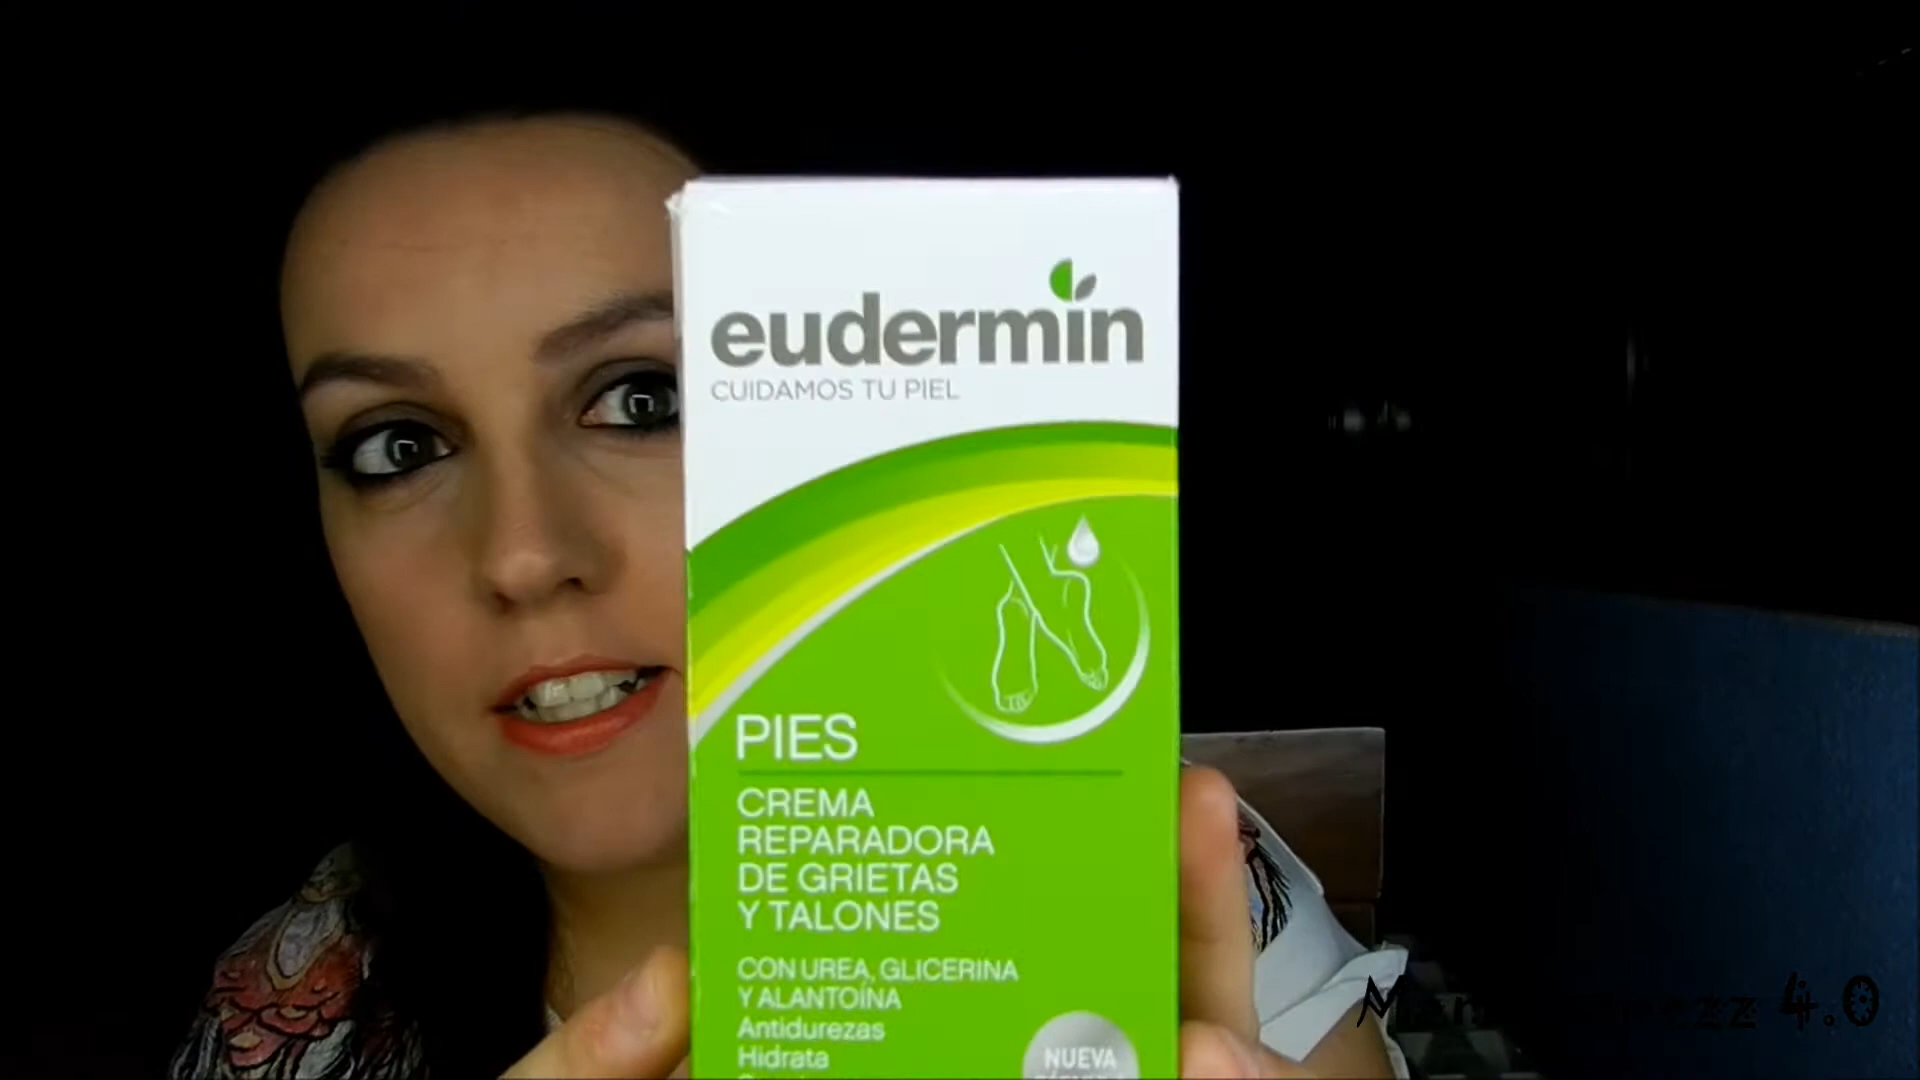 eudermin
CUIDAMOS TU PIEL
PIES
CREMA
REPARADORA
DE GRIETAS
Y TALONES
CON UREA, GLICERINA
Y ALANTOÍNA
Antidurezas
Hidrata
NUEVA
4.0